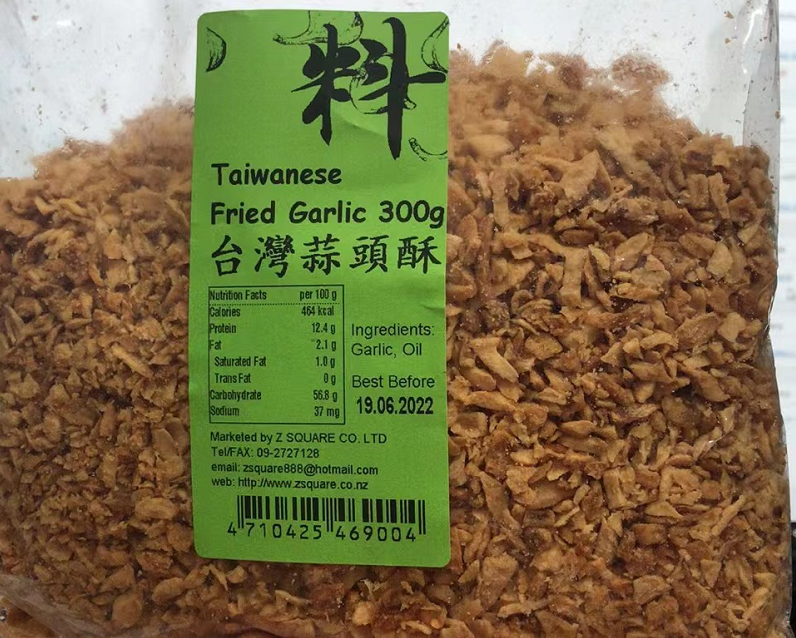 料
Taiwanese
Fried Garlic 300g
台灣蒜頭酥
Nutrition Facts per 100 g
Calories 464 kcal
Protein 12.4 g
Fat 2.1 g
Saturated Fat 1.0 g
Trans Fat 0 g
Carbohydrate 56.8 g
Sodium 37 mg
Ingredients:
Garlic, Oil
Best Before
19.06.2022
Marketed by Z SQUARE CO. LTD
Tel/FAX: 09-2727128
email: zsquare888@hotmail.com
web: http://www.zsquare.co.nz
4 710425 469004